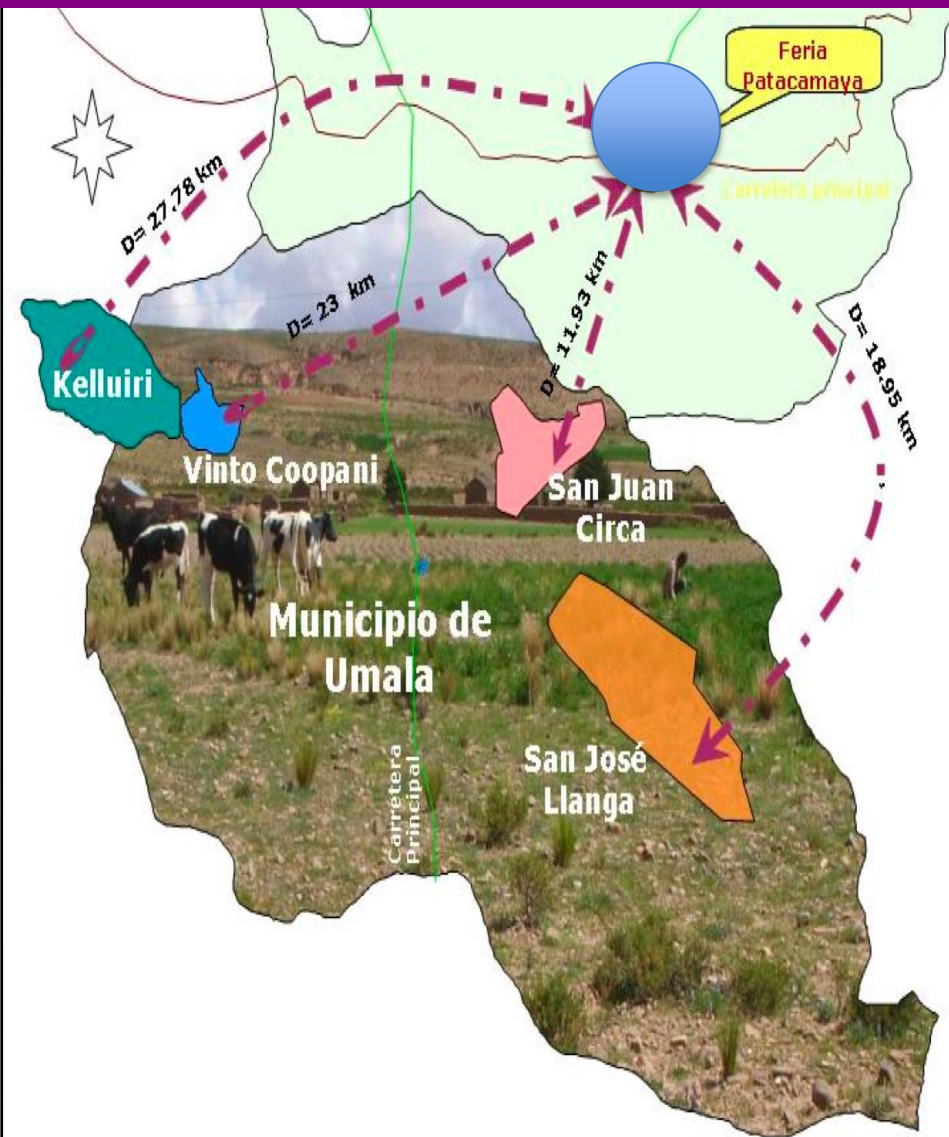 Feria
Patacamaya
Carretera principal
D= 27.78 km
D= 23 km
D= 11.93 km
D= 18.95 km
Kelluiri
Vinto Coopani
San Juan
Circa
Municipio de
Umala
San José
Llanga
Carretera
Principal